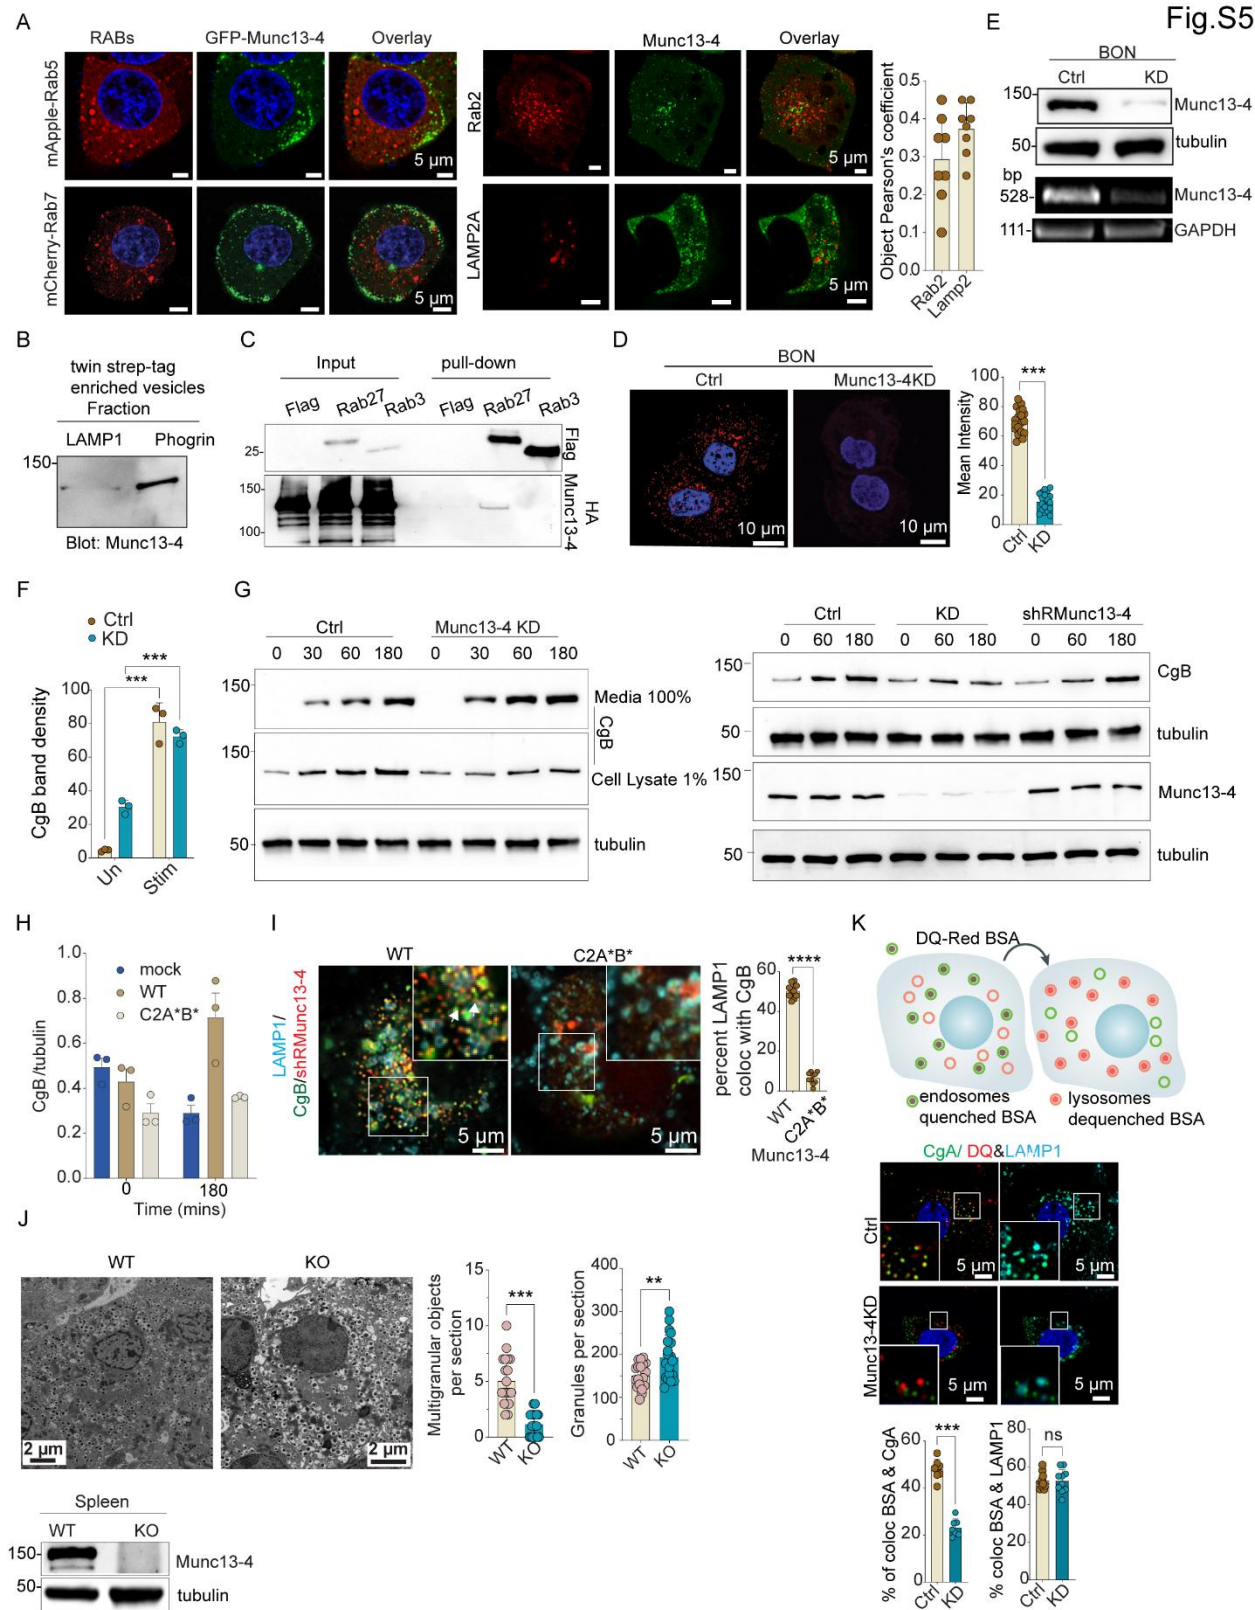 Fig.S5
A
RABs
GFP-Munc13-4
Overlay
mApple-Rab5
5 µm
mCherry-Rab7
5 µm
Munc13-4
Overlay
Rab2
5 µm
LAMP2A
5 µm
Object Pearson's coefficient
0.5
0.4
0.3
0.2
0.1
0.0
Rab2
Lamp2
E
BON
Ctrl KD
150
Munc13-4
50
tubulin
bp
528
Munc13-4
111
GAPDH
B
twin strep-tag
enriched vesicles
Fraction
LAMP1 Phogrin
150
Blot: Munc13-4
C
Input pull-down
Flag Rab27 Rab3 Flag Rab27 Rab3
25
Flag
150
100
HA
Munc13-4
D
BON
Ctrl Munc13-4KD
10 µm 10 µm
Mean Intensity
***
100
80
60
40
20
0
Ctrl
KD
F
Ctrl
KD
***
***
CgB band density
100
80
60
40
20
0
Un
Stim
G
Ctrl Munc13-4 KD
0 30 60 180 0 30 60 180
150
Media 100%
CgB
150
Cell Lysate 1%
50
tubulin
Ctrl KD shRMunc13-4
0 60 180 0 60 180 0 60 180
150
CgB
50
tubulin
150
Munc13-4
50
tubulin
H
CgB/tubulin
1.0
0.8
0.6
0.4
0.2
0.0
mock
WT
C2A*B*
0 180
Time (mins)
I
WT C2A*B*
LAMP1/
CgB/shRMunc13-4
5 µm 5 µm
percent LAMP1
coloc with CgB
****
60
40
20
0
WT
C2A*B*
Munc13-4
K
DQ-Red BSA
endosomes
quenched BSA
lysosomes
dequenched BSA
CgA/ DQ&LAMP1
Ctrl
5 µm 5 µm
Munc13-4KD
5 µm 5 µm
% of coloc BSA & CgA
***
60
40
20
0
Ctrl
KD
% coloc BSA & LAMP1
ns
80
60
40
20
0
Ctrl
KD
J
WT KO
2 µm 2 µm
Multigranular objects
per section
***
15
10
5
0
WT
KO
Granules per section
**
400
300
200
100
0
WT
KO
Spleen
WT KO
150
Munc13-4
50
tubulin